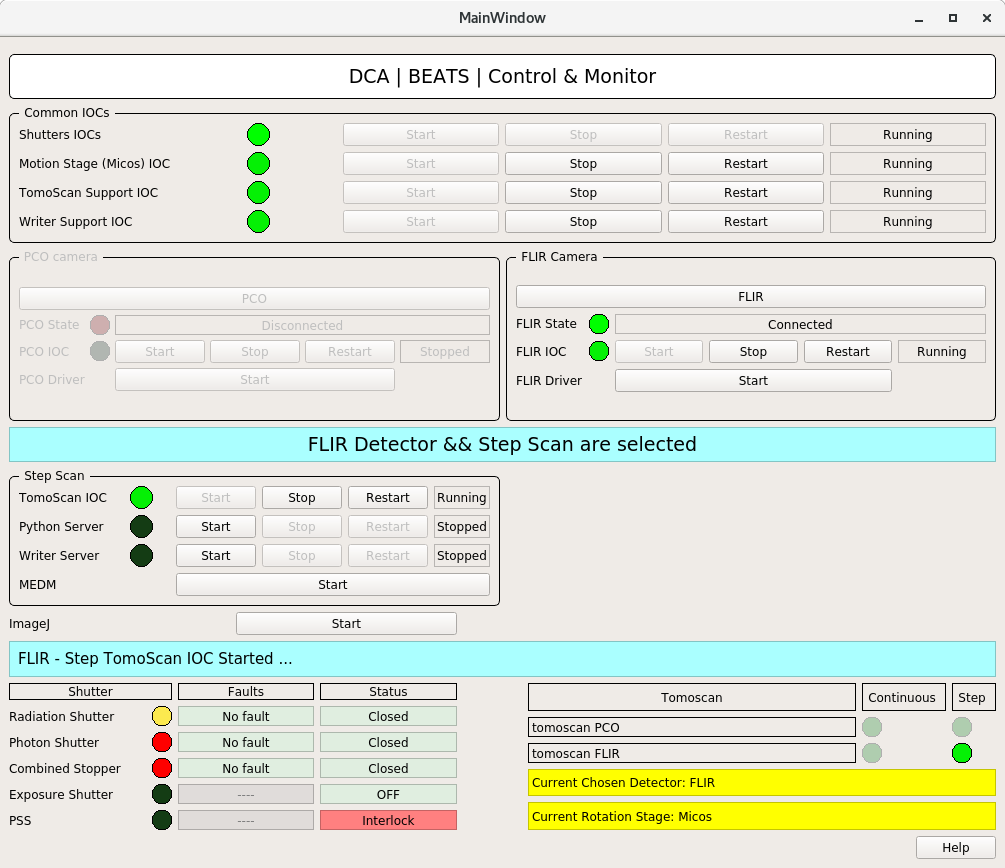 MainWindow
DCA | BEATS | Control & Monitor
Common IOCs
Shutters IOCs Start Stop Restart Running
Motion Stage (Micos) IOC Start Stop Restart Running
TomoScan Support IOC Start Stop Restart Running
Writer Support IOC Start Stop Restart Running
PCO camera
PCO
PCO State Disconnected
PCO IOC Start Stop Restart Stopped
PCO Driver Start
FLIR Camera
FLIR
FLIR State Connected
FLIR IOC Start Stop Restart Running
FLIR Driver Start
FLIR Detector && Step Scan are selected
Step Scan
TomoScan IOC Start Stop Restart Running
Python Server Start Stop Restart Stopped
Writer Server Start Stop Restart Stopped
MEDM Start
ImageJ Start
FLIR - Step TomoScan IOC Started ...
Shutter Faults Status
Radiation Shutter No fault Closed
Photon Shutter No fault Closed
Combined Stopper No fault Closed
Exposure Shutter ---- OFF
PSS ---- Interlock
Tomoscan Continuous Step
tomoscan PCO
tomoscan FLIR
Current Chosen Detector: FLIR
Current Rotation Stage: Micos
Help